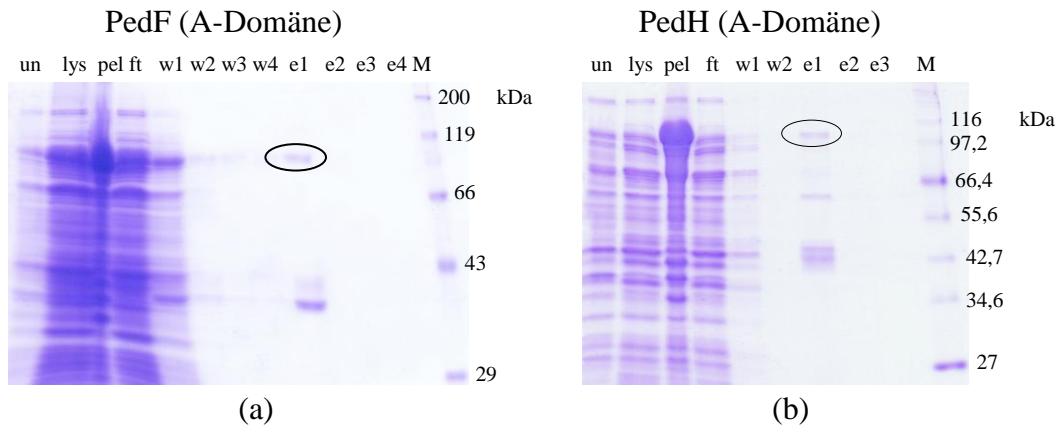 PedF (A-Domäne)
un lys pel ft w1 w2 w3 w4 e1 e2 e3 e4 M
200 kDa
119
66
43
29
(a)
PedH (A-Domäne)
un lys pel ft w1 w2 e1 e2 e3 M
116 kDa
97,2
66,4
55,6
42,7
34,6
27
(b)